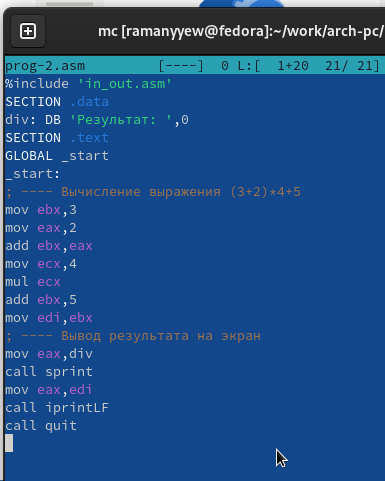 mc [ramanyyew@fedora]:~/work/arch-pc/
prog-2.asm [----] 0 L:[ 1+20 21/ 21]
%include 'in_out.asm'
SECTION .data
div: DB 'Результат: ',0
SECTION .text
GLOBAL _start
_start:
; ---- Вычисление выражения (3+2)*4+5
mov ebx,3
mov eax,2
add ebx,eax
mov ecx,4
mul ecx
add ebx,5
mov edi,ebx
; ---- Вывод результата на экран
mov eax,div
call sprint
mov eax,edi
call iprintLF
call quit